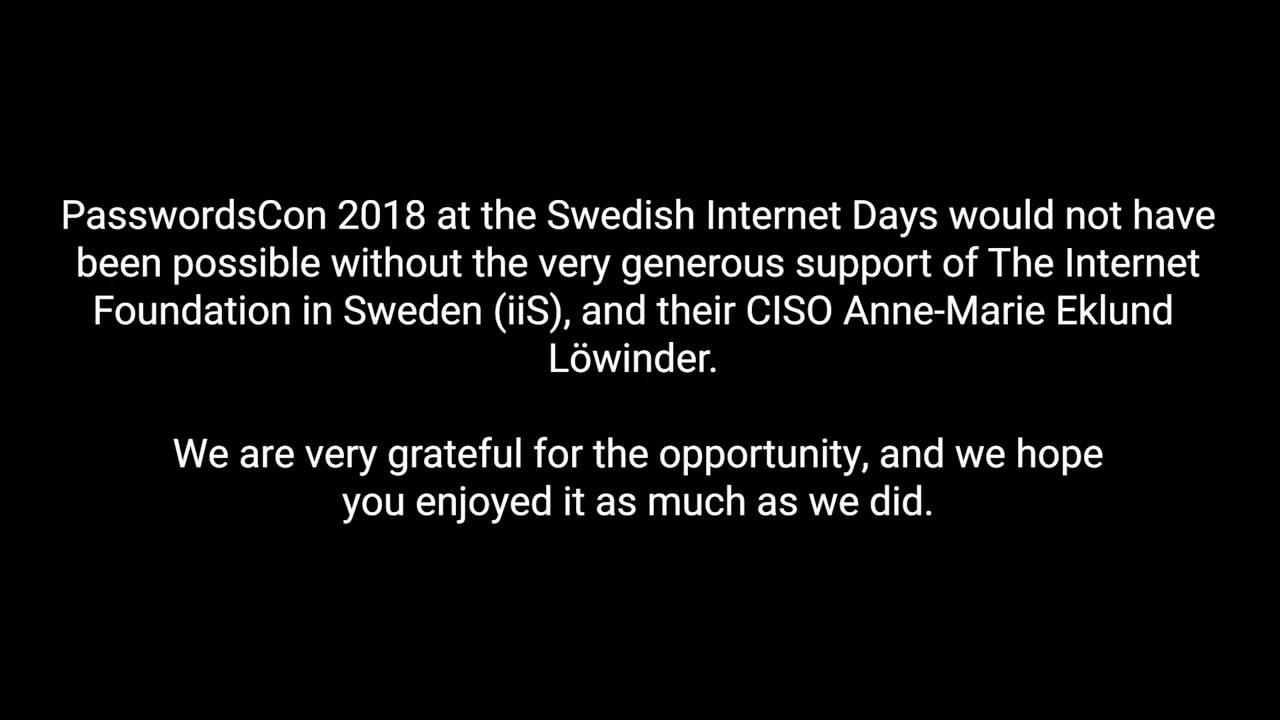 PasswordsCon 2018 at the Swedish Internet Days would not have
been possible without the very generous support of The Internet
Foundation in Sweden (iiS), and their CISO Anne-Marie Eklund
Löwinder.
We are very grateful for the opportunity, and we hope
you enjoyed it as much as we did.